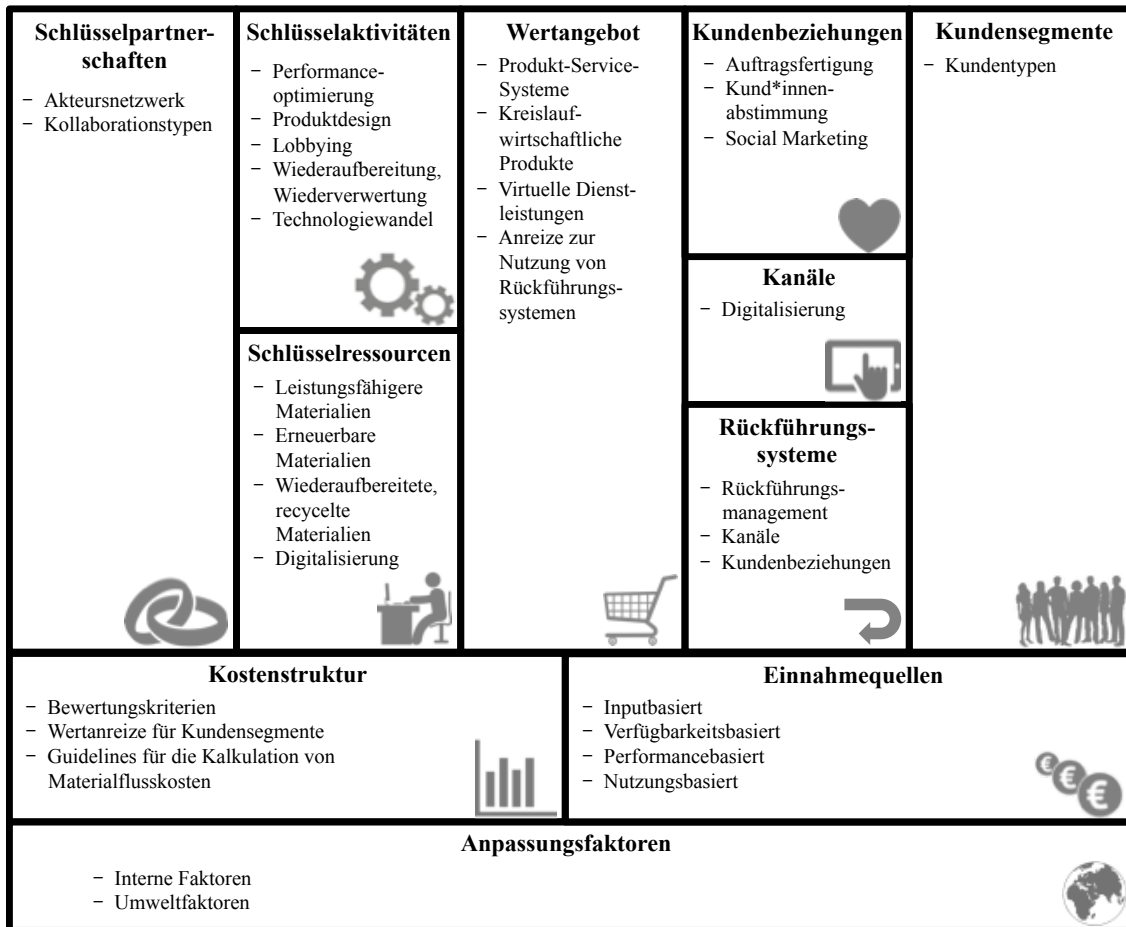 Schlüsselpartner-
schaften
– Akteursnetzwerk
– Kollaborationstypen
Schlüsselaktivitäten
– Performance-
optimierung
– Produktdesign
– Lobbying
– Wiederaufbereitung,
Wiederverwertung
– Technologiewandel
Schlüsselressourcen
– Leistungsfähigere
Materialien
– Erneuerbare
Materialien
– Wiederaufbereitete,
recycelte
Materialien
– Digitalisierung
Wertangebot
– Produkt-Service-
Systeme
– Kreislauf-
wirtschaftliche
Produkte
– Virtuelle Dienst-
leistungen
– Anreize zur
Nutzung von
Rückführungs-
systemen
Kundenbeziehungen
– Auftragsfertigung
– Kund*innen-
abstimmung
– Social Marketing
Kanäle
– Digitalisierung
Rückführungs-
systeme
– Rückführungs-
management
– Kanäle
– Kundenbeziehungen
Kundensegmente
– Kundentypen
Kostenstruktur
– Bewertungskriterien
– Wertanreize für Kundensegmente
– Guidelines für die Kalkulation von
Materialflusskosten
Einnahmequellen
– Inputbasiert
– Verfügbarkeitsbasiert
– Performancebasiert
– Nutzungsbasiert
€
€
€
Anpassungsfaktoren
– Interne Faktoren
– Umweltfaktoren